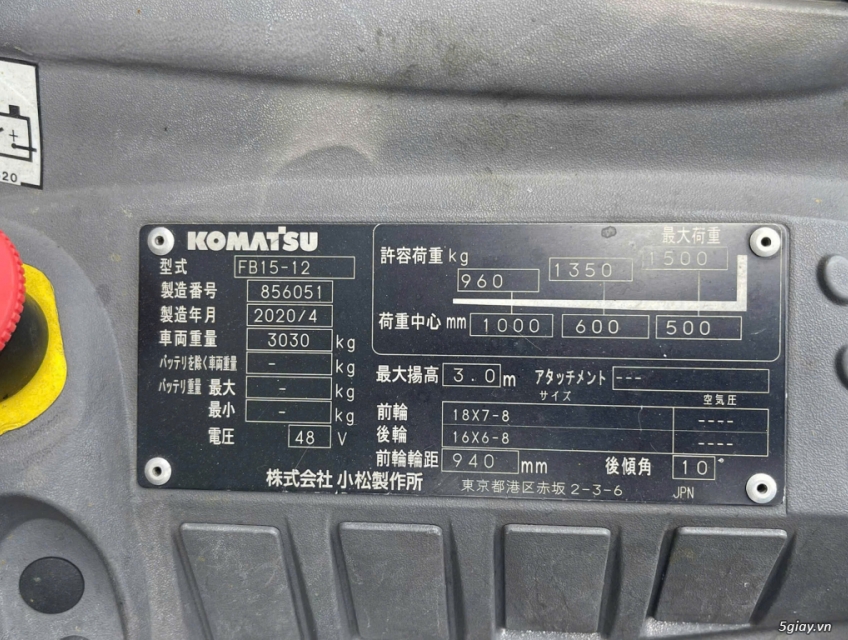 20
KOMATSU
型式 FB15-12
製造番号 856051
製造年月 2020/4
車両重量 3030 kg
バッテリを除く車両重量 - kg
バッテリ重量 最大 - kg
最小 - kg
電圧 48 V
株式会社 小松製作所
最大荷重
許容荷重 kg 960 1350 1500
荷重中心 mm 1000 600 500
最大揚高 3.0 m アタッチメント ---
サイズ 空気圧
前輪 18X7-8 ----
後輪 16X6-8 ----
前輪輪距 940 mm 後傾角 10 °
東京都港区赤坂 2-3-6 JPN
5giay.vn